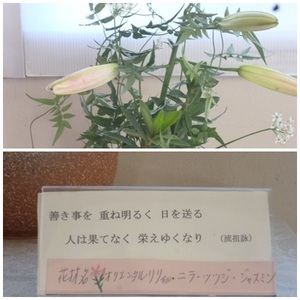 善き事を 重ね明るく 日を送る
人は果てなく 栄えゆくなり （流祖詠）
花材名 オリエンタルリリー・ニラ・ツツジ・ジャスミン